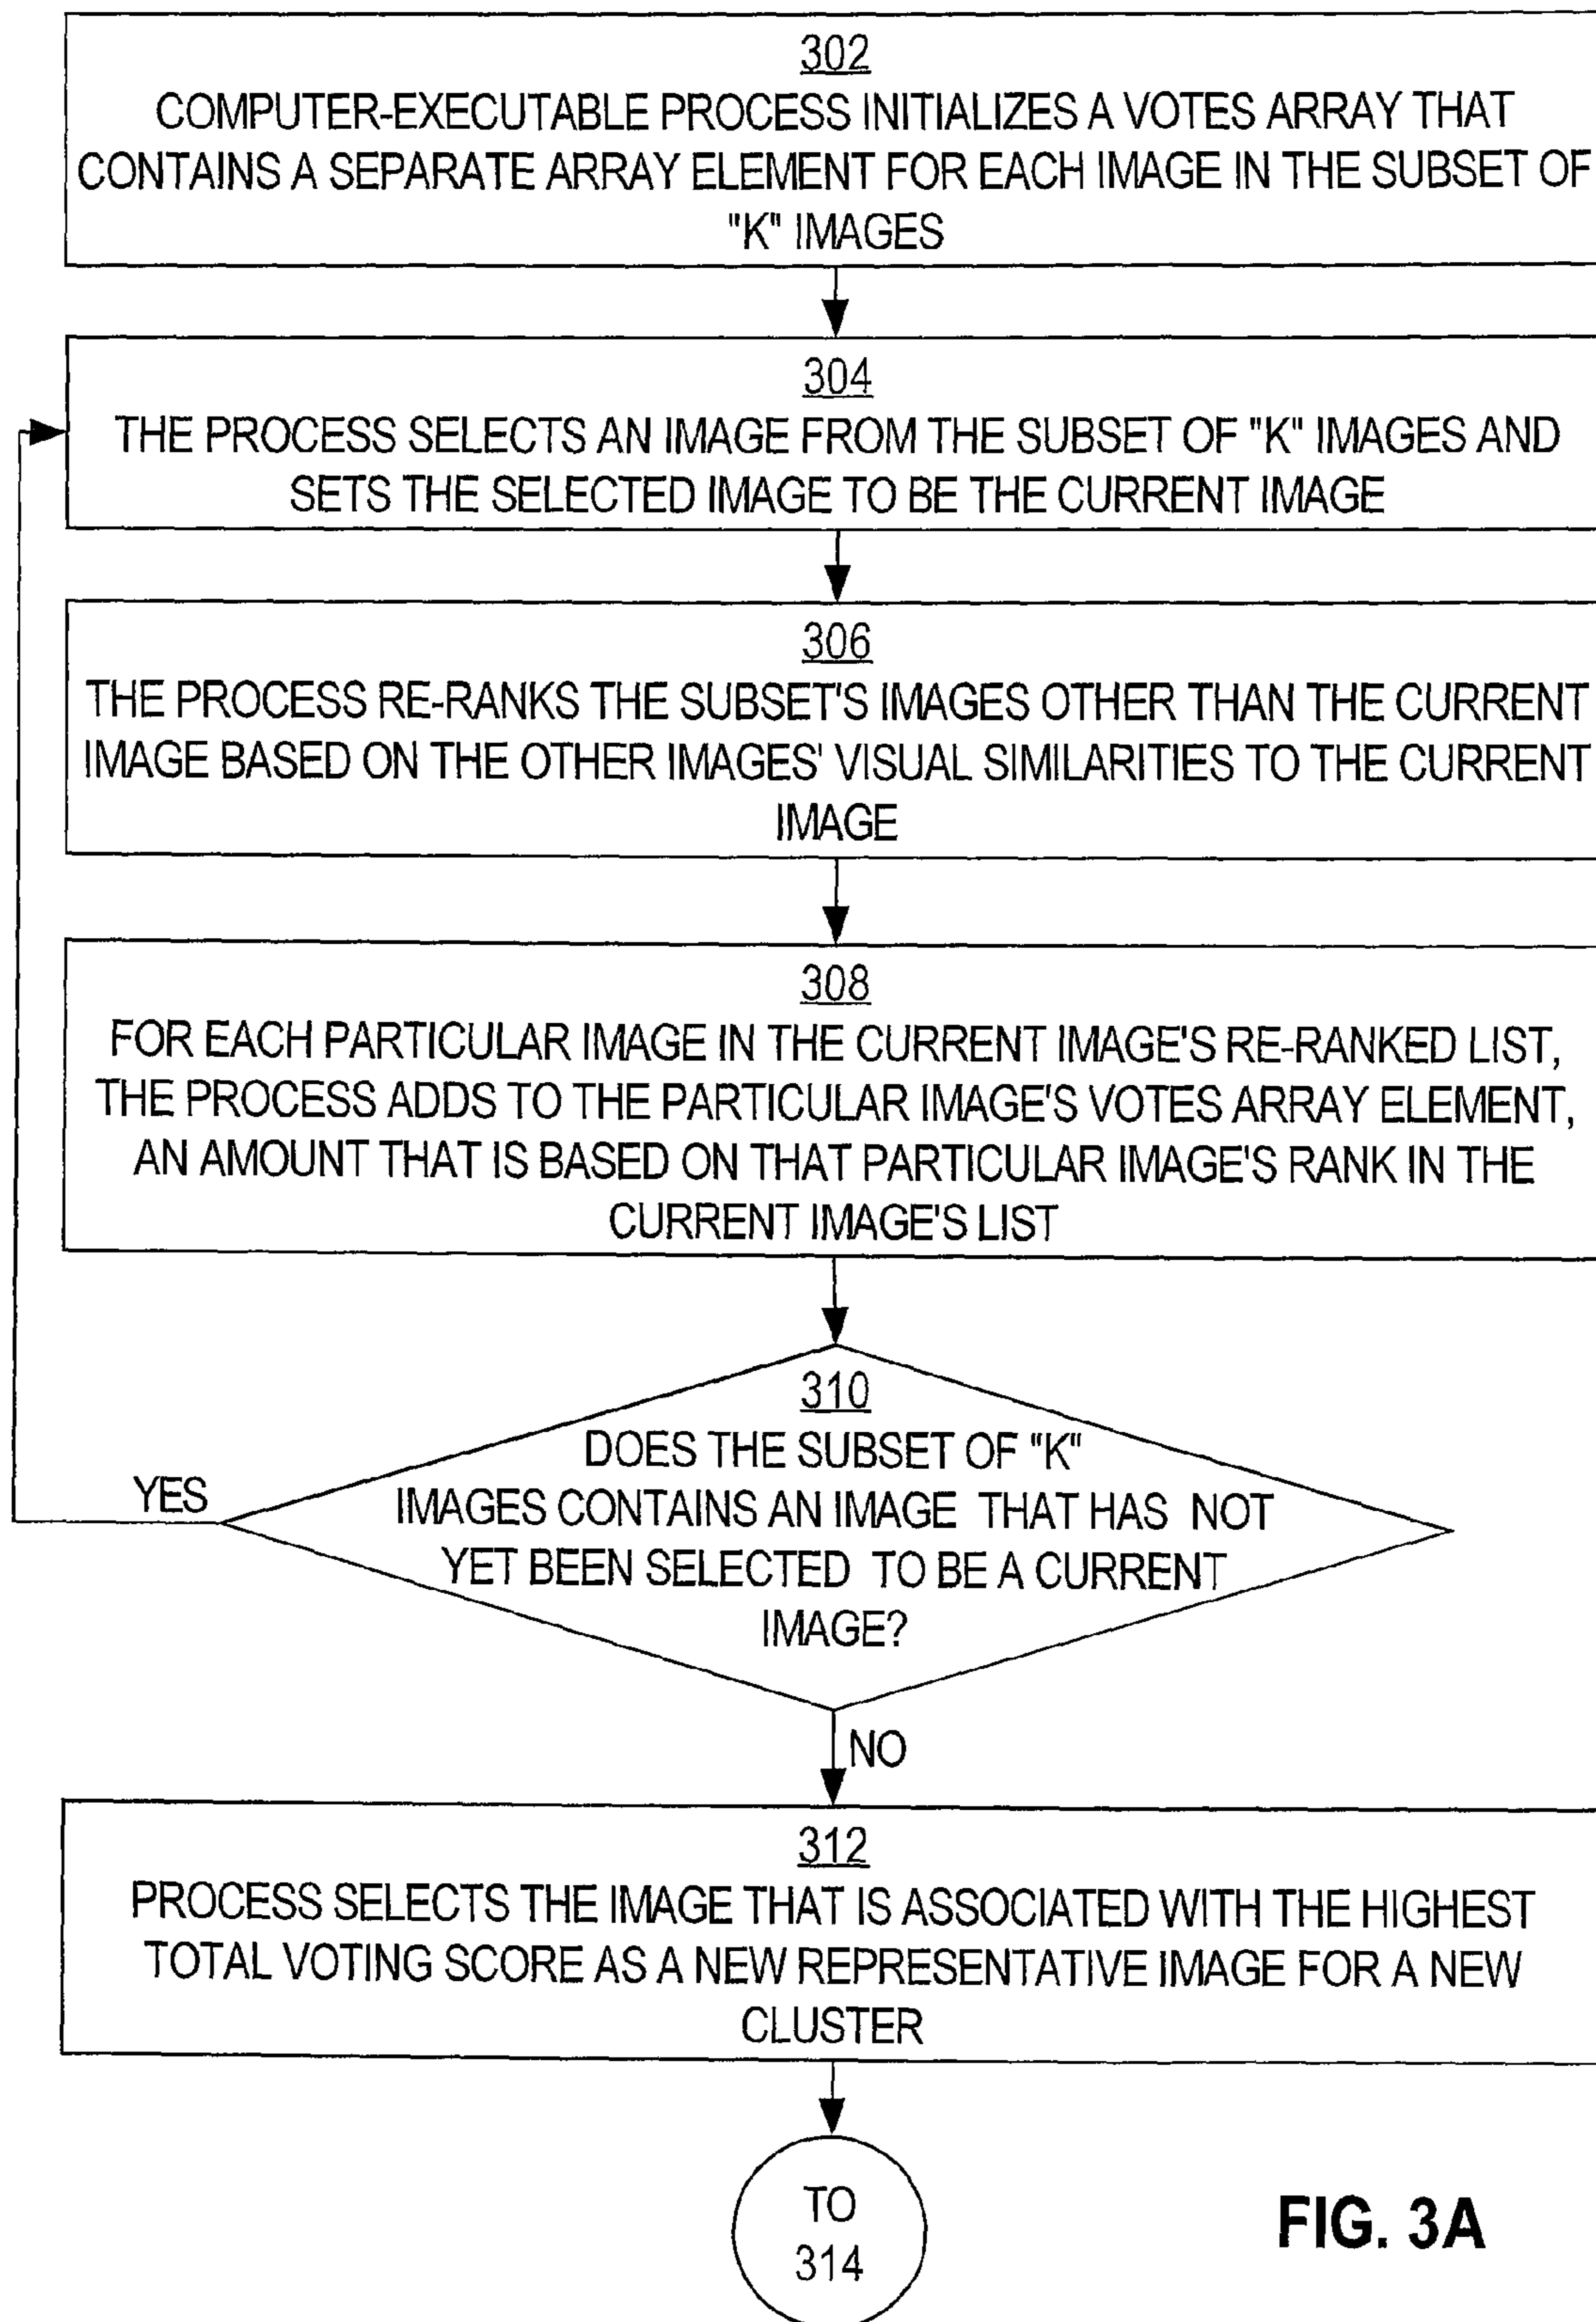 302
COMPUTER-EXECUTABLE PROCESS INITIALIZES A VOTES ARRAY THAT
CONTAINS A SEPARATE ARRAY ELEMENT FOR EACH IMAGE IN THE SUBSET OF
"K" IMAGES
304
THE PROCESS SELECTS AN IMAGE FROM THE SUBSET OF "K" IMAGES AND
SETS THE SELECTED IMAGE TO BE THE CURRENT IMAGE
306
THE PROCESS RE-RANKS THE SUBSET'S IMAGES OTHER THAN THE CURRENT
IMAGE BASED ON THE OTHER IMAGES' VISUAL SIMILARITIES TO THE CURRENT
IMAGE
308
FOR EACH PARTICULAR IMAGE IN THE CURRENT IMAGE'S RE-RANKED LIST,
THE PROCESS ADDS TO THE PARTICULAR IMAGE'S VOTES ARRAY ELEMENT,
AN AMOUNT THAT IS BASED ON THAT PARTICULAR IMAGE'S RANK IN THE
CURRENT IMAGE'S LIST
310
DOES THE SUBSET OF "K"
IMAGES CONTAINS AN IMAGE THAT HAS NOT
YET BEEN SELECTED TO BE A CURRENT
IMAGE?
YES
NO
312
PROCESS SELECTS THE IMAGE THAT IS ASSOCIATED WITH THE HIGHEST
TOTAL VOTING SCORE AS A NEW REPRESENTATIVE IMAGE FOR A NEW
CLUSTER
TO
314
FIG. 3A